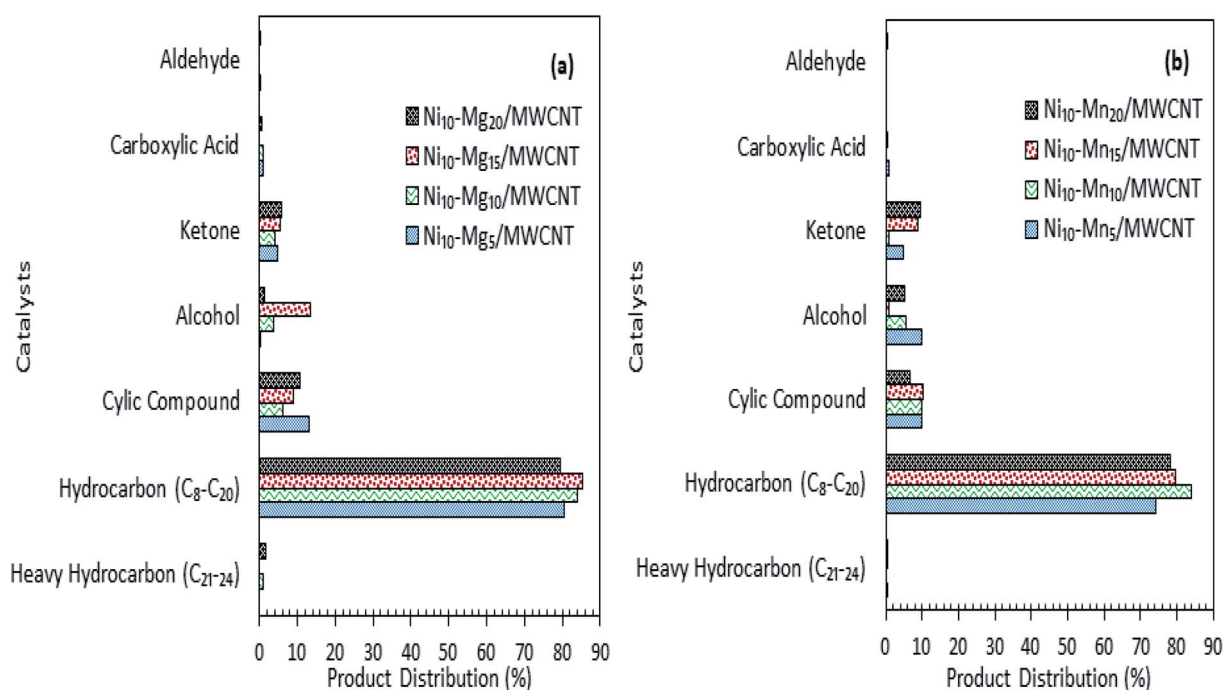 (a)
Aldehyde
Carboxylic Acid
Ketone
Alcohol
Cylic Compound
Hydrocarbon (C₈-C₂₀)
Heavy Hydrocarbon (C₂₁-₂₄)
Catalysts
Ni₁₀-Mg₂₀/MWCNT
Ni₁₀-Mg₁₅/MWCNT
Ni₁₀-Mg₁₀/MWCNT
Ni₁₀-Mg₅/MWCNT
0 10 20 30 40 50 60 70 80 90
Product Distribution (%)
(b)
Aldehyde
Carboxylic Acid
Ketone
Alcohol
Cylic Compound
Hydrocarbon (C₈-C₂₀)
Heavy Hydrocarbon (C₂₁-₂₄)
Catalysts
Ni₁₀-Mn₂₀/MWCNT
Ni₁₀-Mn₁₅/MWCNT
Ni₁₀-Mn₁₀/MWCNT
Ni₁₀-Mn₅/MWCNT
0 10 20 30 40 50 60 70 80 90
Product Distribution (%)